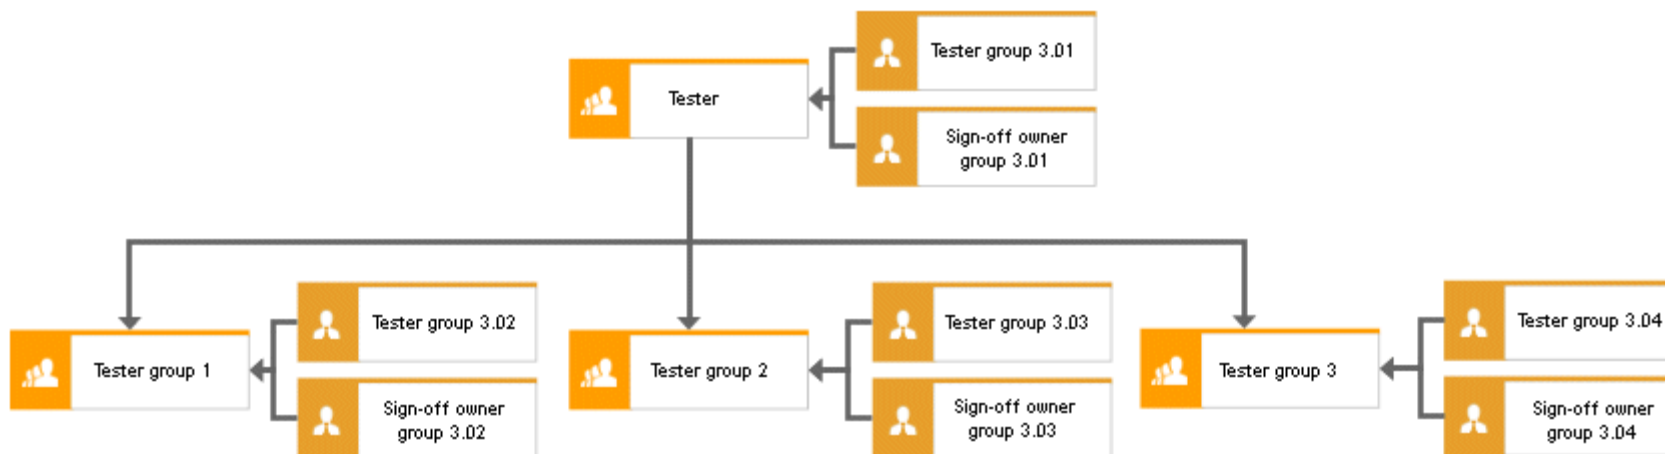 Tester group 3.01
Tester
Sign-off owner
group 3.01
Tester group 3.02
Tester group 1
Sign-off owner
group 3.02
Tester group 3.03
Tester group 2
Sign-off owner
group 3.03
Tester group 3.04
Tester group 3
Sign-off owner
group 3.04